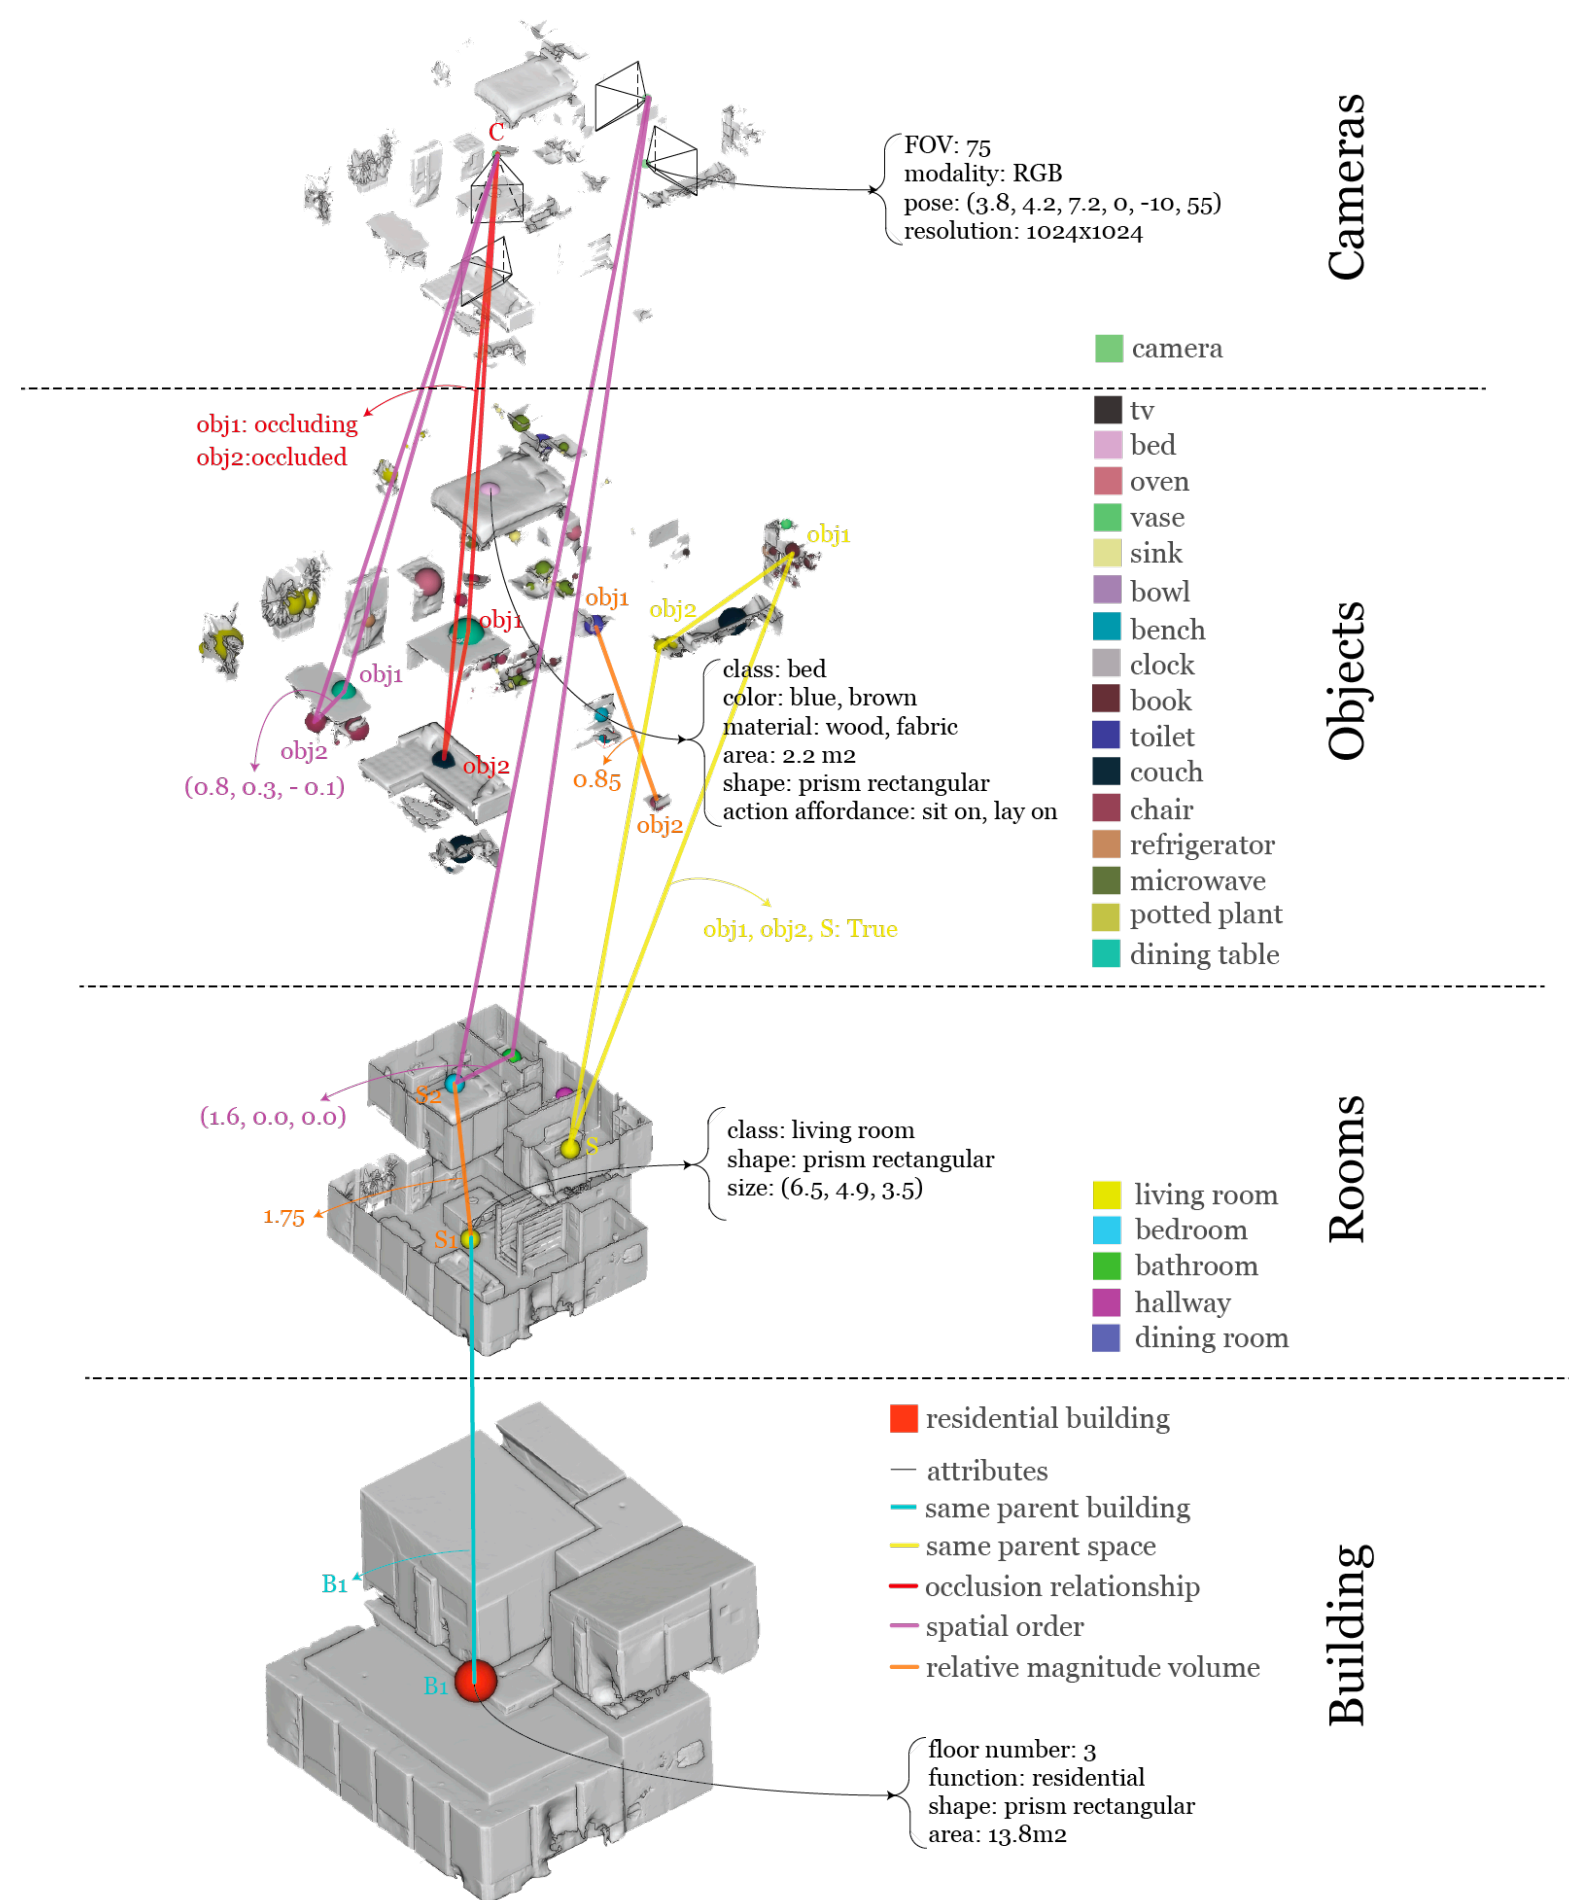 C
FOV: 75
modality: RGB
pose: (3.8, 4.2, 7.2, 0, -10, 55)
resolution: 1024x1024
Cameras
camera
obj1: occluding
obj2:occluded
obj1
obj2
obj1
obj1
obj1
obj2
obj2
(0.8, 0.3, - 0.1)
obj2
0.85
obj2
class: bed
color: blue, brown
material: wood, fabric
area: 2.2 m2
shape: prism rectangular
action affordance: sit on, lay on
obj1, obj2, S: True
tv
bed
oven
vase
sink
bowl
bench
clock
book
toilet
couch
chair
refrigerator
microwave
potted plant
dining table
Objects
S2
(1.6, 0.0, 0.0)
S
1.75
S1
class: living room
shape: prism rectangular
size: (6.5, 4.9, 3.5)
living room
bedroom
bathroom
hallway
dining room
Rooms
residential building
attributes
same parent building
same parent space
occlusion relationship
spatial order
relative magnitude volume
B1
B1
floor number: 3
function: residential
shape: prism rectangular
area: 13.8m2
Building